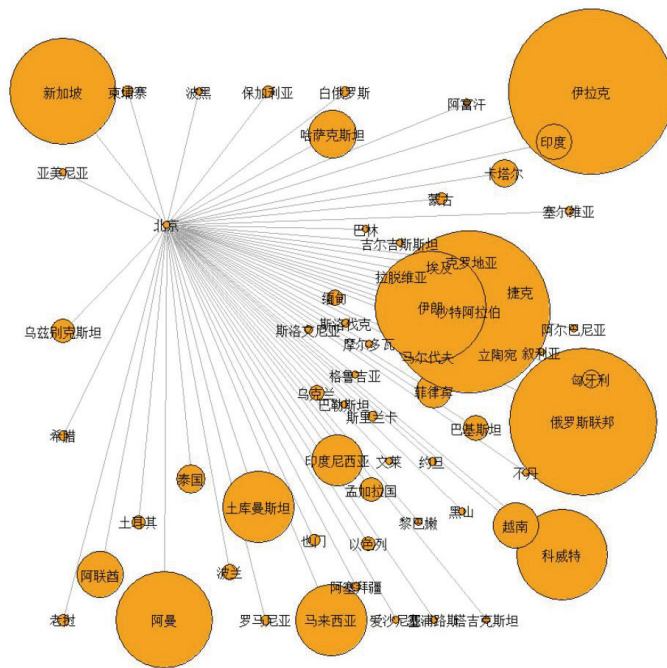 新加坡
柬埔寨
波黑
保加利亚
白俄罗斯
阿富汗
伊拉克
哈萨克斯坦
印度
亚美尼亚
卡塔尔
蒙古
塞尔维亚
北京
巴林
吉尔吉斯斯坦
克罗地亚
埃及
拉脱维亚
捷克
缅甸
伊朗
沙特阿拉伯
斯洛伐克
斯洛文尼亚
阿尔巴尼亚
乌兹别克斯坦
摩尔多瓦
马尔代夫
立陶宛
叙利亚
格鲁吉亚
匈牙利
乌克兰
菲律宾
巴勒斯坦
斯里兰卡
俄罗斯联邦
巴基斯坦
希腊
印度尼西亚
文莱
约旦
不丹
泰国
孟加拉国
土库曼斯坦
黑山
土耳其
黎巴嫩
越南
也门
以色列
科威特
阿联酋
波兰
阿塞拜疆
老挝
阿曼
罗马尼亚
马来西亚
爱沙尼亚
塞浦路斯
塔吉克斯坦